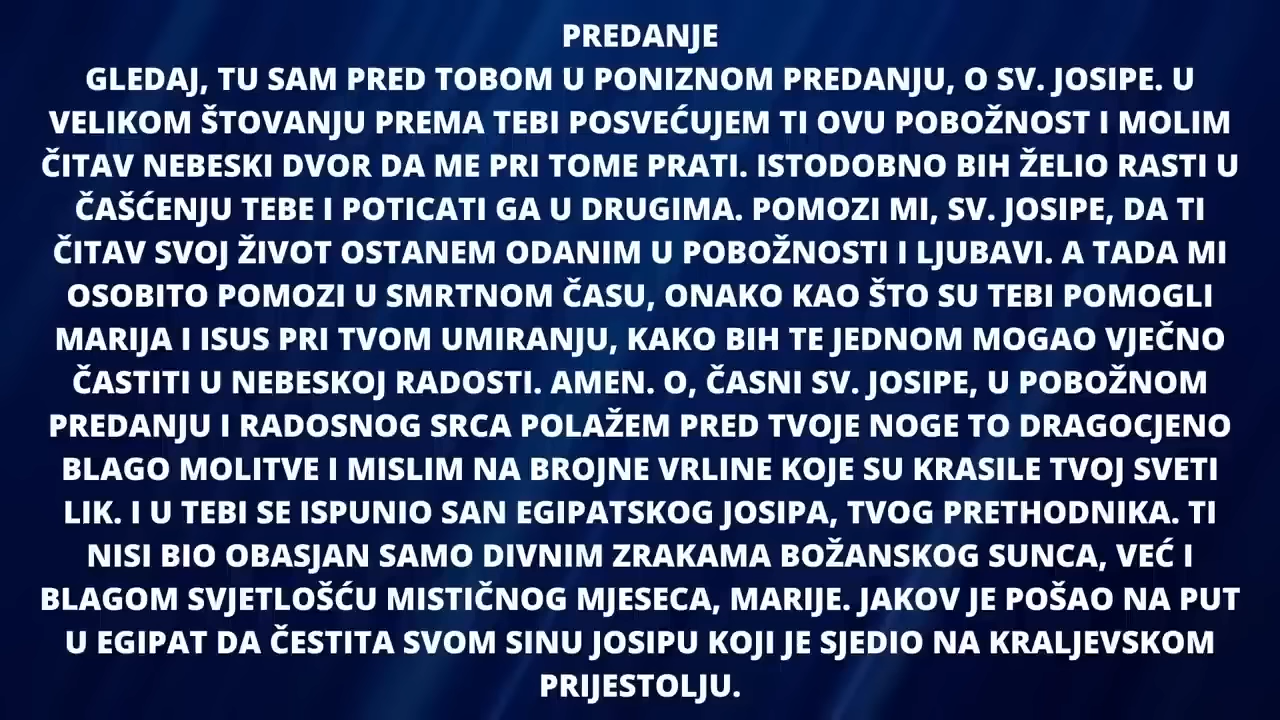 PREDANJE
GLEDAJ, TU SAM PRED TOBOM U PONIZNOM PREDANJU, O SV. JOSIPE. U
VELIKOM ŠTOVANJU PREMA TEBI POSVEĆUJEM TI OVU POBOŽNOST I MOLIM
ČITAV NEBESKI DVOR DA ME PRI TOME PRATI. ISTODOBNO BIH ŽELIO RASTI U
ČAŠĆENJU TEBE I POTICATI GA U DRUGIMA. POMOZI MI, SV. JOSIPE, DA TI
ČITAV SVOJ ŽIVOT OSTANEM ODANIM U POBOŽNOSTI I LJUBAVI. A TADA MI
OSOBITO POMOZI U SMRTNOM ČASU, ONAKO KAO ŠTO SU TEBI POMOGLI
MARIJA I ISUS PRI TVOM UMIRANJU, KAKO BIH TE JEDNOM MOGAO VJEČNO
ČASTITI U NEBESKOJ RADOSTI. AMEN. O, ČASNI SV. JOSIPE, U POBOŽNOM
PREDANJU I RADOSNOG SRCA POLAŽEM PRED TVOJE NOGE TO DRAGOCJENO
BLAGO MOLITVE I MISLIM NA BROJNE VRLINE KOJE SU KRASILE TVOJ SVETI
LIK. I U TEBI SE ISPUNIO SAN EGIPATSKOG JOSIPA, TVOG PRETHODNIKA. TI
NISI BIO OBASJAN SAMO DIVNIM ZRAKAMA BOŽANSKOG SUNCA, VEĆ I
BLAGOM SVJETLOŠĆU MISTIČNOG MJESECA, MARIJE. JAKOV JE POŠAO NA PUT
U EGIPAT DA ČESTITA SVOM SINU JOSIPU KOJI JE SJEDIO NA KRALJEVSKOM
PRIJESTOLJU.